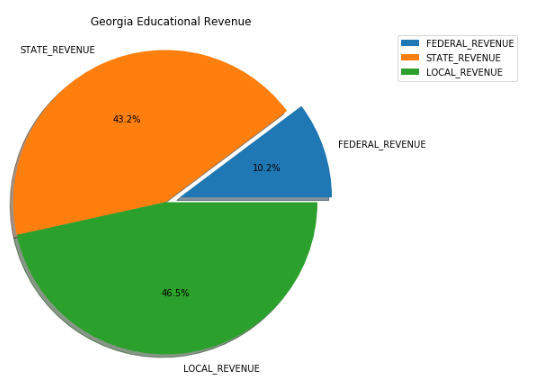 Georgia Educational Revenue
STATE_REVENUE
43.2%
FEDERAL_REVENUE
10.2%
46.5%
LOCAL_REVENUE
FEDERAL_REVENUE
STATE_REVENUE
LOCAL_REVENUE